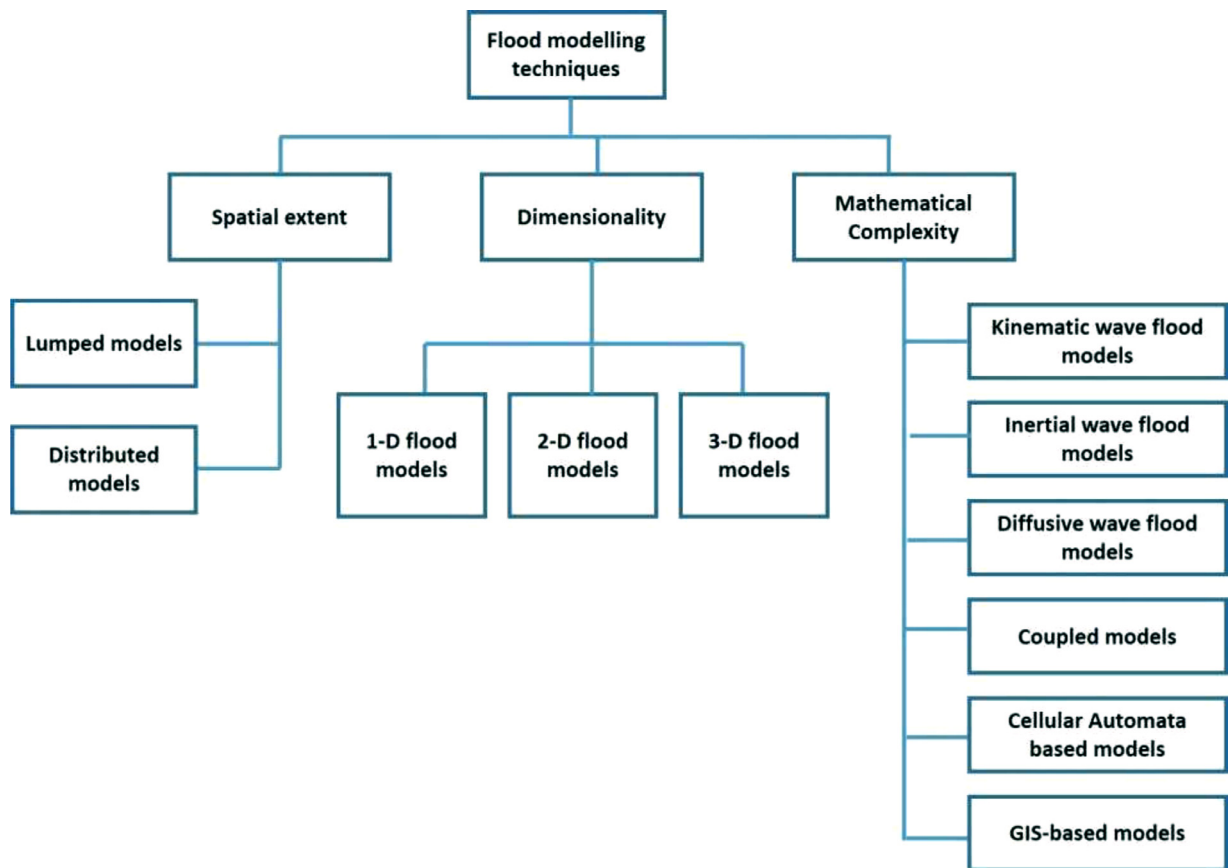 Flood modelling
techniques
Spatial extent
Dimensionality
Mathematical
Complexity
Lumped models
Distributed
models
1-D flood
models
2-D flood
models
3-D flood
models
Kinematic wave flood
models
Inertial wave flood
models
Diffusive wave flood
models
Coupled models
Cellular Automata
based models
GIS-based models